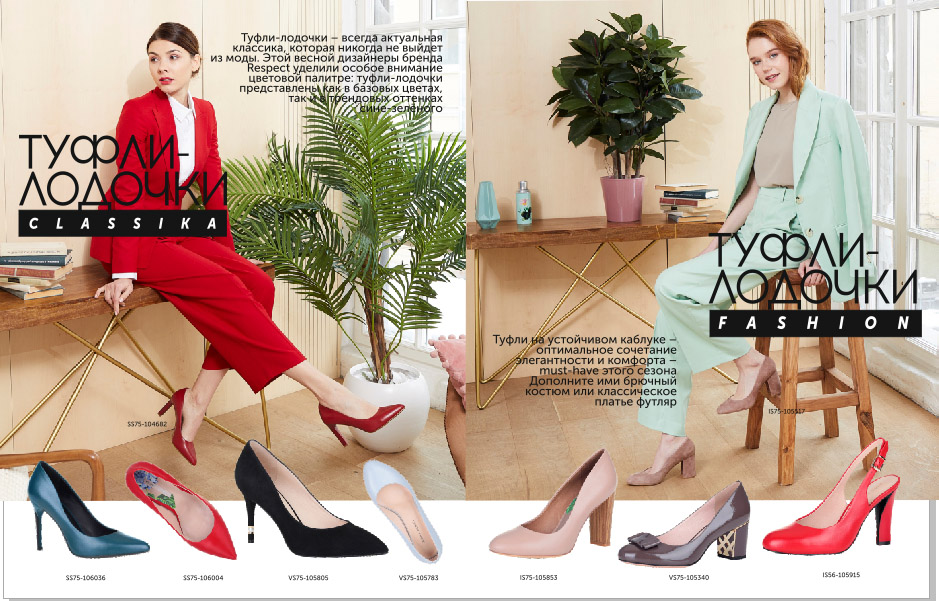 Туфли-лодочки – всегда актуальная
классика, которая никогда не выйдет
из моды. Этой весной дизайнеры бренда
Respect уделили особое внимание
цветовой палитре: туфли-лодочки
представлены как в базовых цветах,
так и в трендовых оттенках
сине-зеленого
ТУФЛИ-
ЛОДОЧКИ
CLASSIKA
SS75-104682
ТУФЛИ-
ЛОДОЧКИ
FASHION
Туфли на устойчивом каблуке –
оптимальное сочетание
элегантности и комфорта –
must-have этого сезона
Дополните ими брючный
костюм или классическое
платье футляр
IS75-105517
SS75-106036
SS75-106004
VS75-105805
VS75-105783
IS75-105853
VS75-105340
IS56-105915